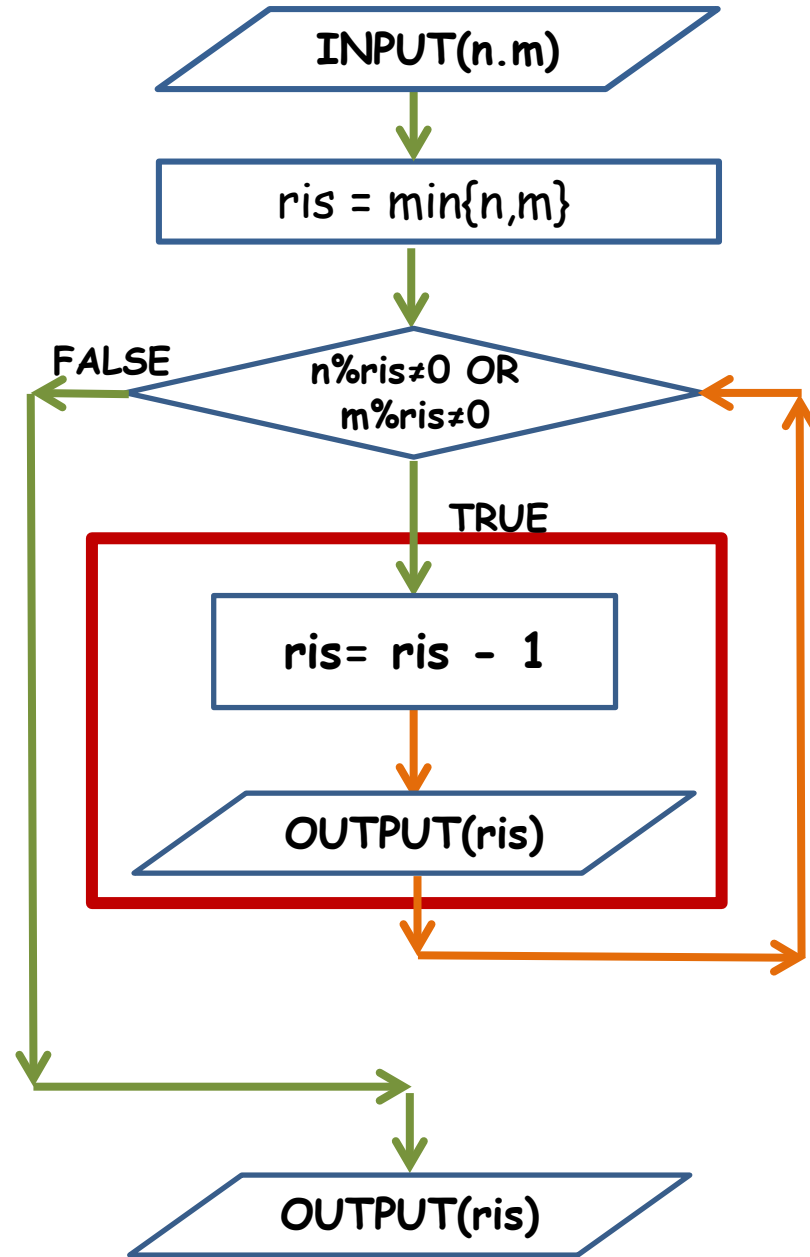 INPUT(n.m)
ris = min{n,m}
FALSE
n%ris≠0 OR
m%ris≠0
TRUE
ris= ris - 1
OUTPUT(ris)
OUTPUT(ris)